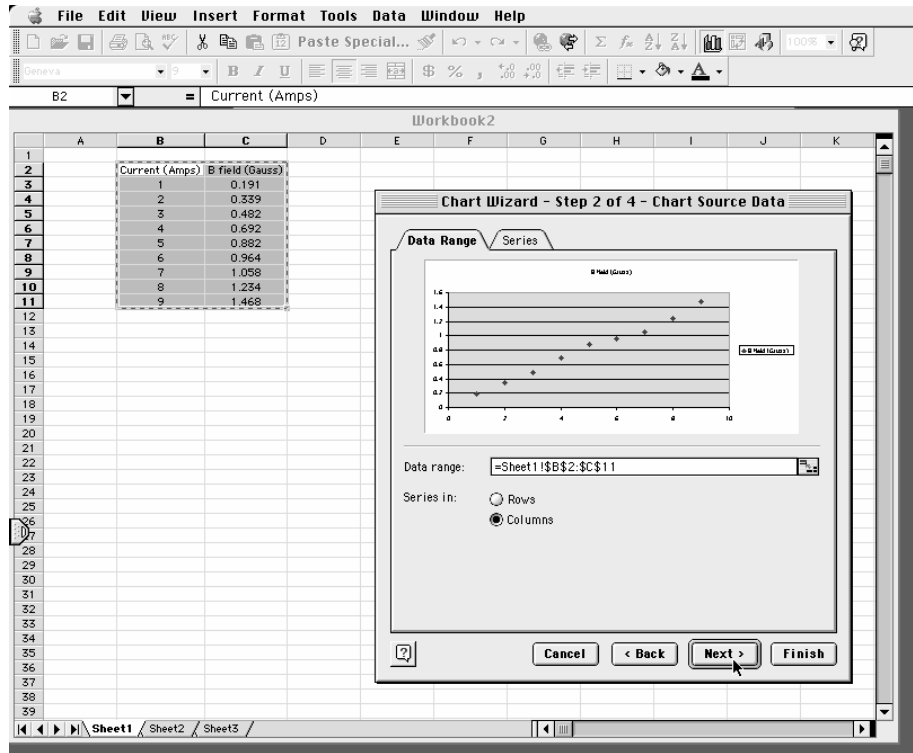 File Edit View Insert Format Tools Data Window Help
Paste Special... 100%
Geneva 9 B I U $ % ,
B2 = Current (Amps)
Workbook2
A B C D E F G H I J K
1
2 Current (Amps) B field (Gauss)
3 1 0.191
4 2 0.339
5 3 0.482
6 4 0.692
7 5 0.882
8 6 0.964
9 7 1.058
10 8 1.234
11 9 1.468
12
13
14
15
16
17
18
19
20
21
22
23
24
25
26
27
28
29
30
31
32
33
34
35
36
37
38
39
Chart Wizard - Step 2 of 4 - Chart Source Data
Data Range Series
B field (Gauss)
1.6
1.4
1.2
1
0.8
0.6
0.4
0.2
0
0 2 4 6 8 10
B field (Gauss)
Data range: =Sheet1!$B$2:$C$11
Series in: Rows
Columns
Cancel < Back Next > Finish
Sheet1 Sheet2 Sheet3